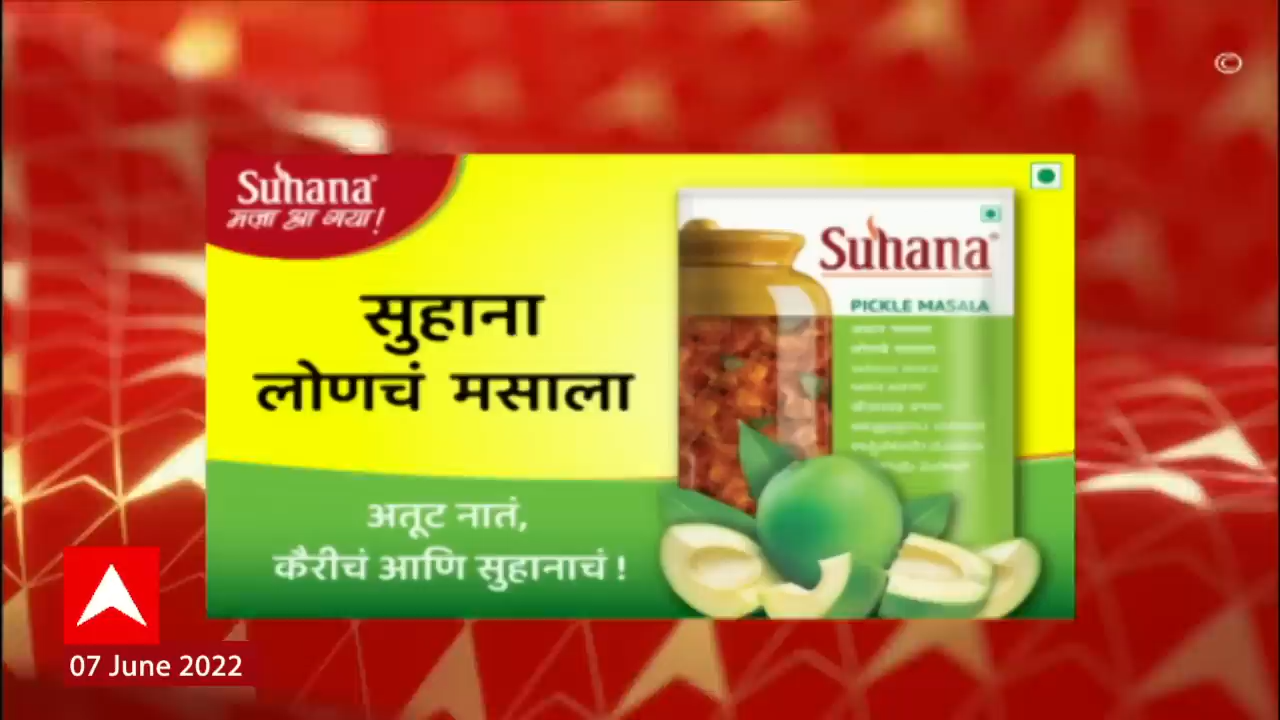 ©
Suhana®
मज़ा आ गया!
सुहाना
लोणचं मसाला
अतूट नातं,
कैरीचं आणि सुहानाचं !
Suhana®
PICKLE MASALA
07 June 2022